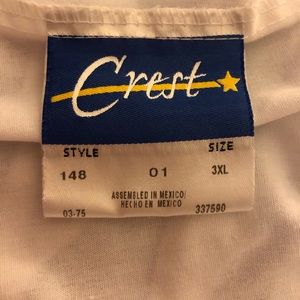 Crest
STYLE SIZE
148 01 3XL
ASSEMBLED IN MEXICO/
HECHO EN MEXICO
03-75 337590